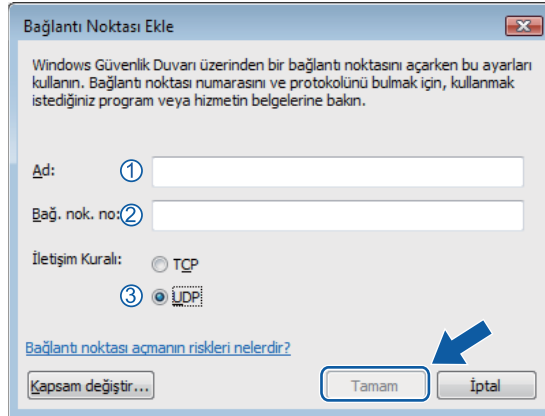 Bağlantı Noktası Ekle
Windows Güvenlik Duvarı üzerinden bir bağlantı noktasını açarken bu ayarları
kullanın. Bağlantı noktası numarasını ve protokolünü bulmak için, kullanmak
istediğiniz program veya hizmetin belgelerine bakın.
Ad: ①
Bağ. nok. no: ②
İletişim Kuralı: TCP
③ UDP
Bağlantı noktası açmanın riskleri nelerdir?
Kapsam değiştir... Tamam İptal